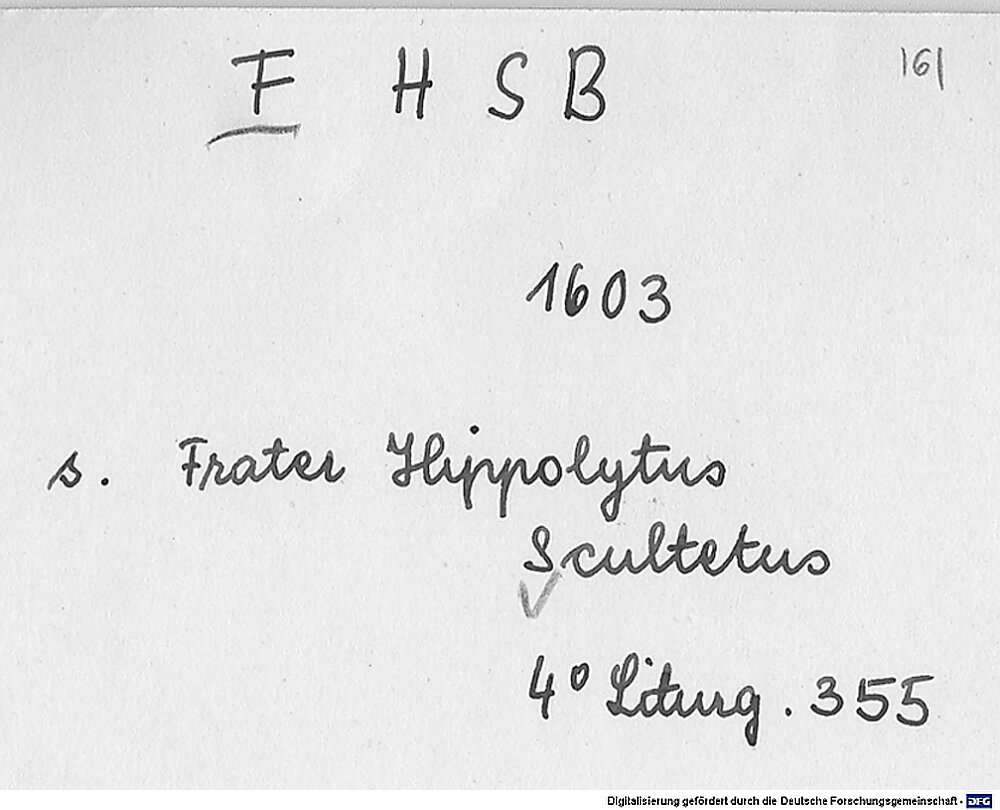 F H S B
161
1603
s. Frater Hippolytus
Scultetus
4° Liturg. 355
Digitalisierung gefördert durch die Deutsche Forschungsgemeinschaft - DFG